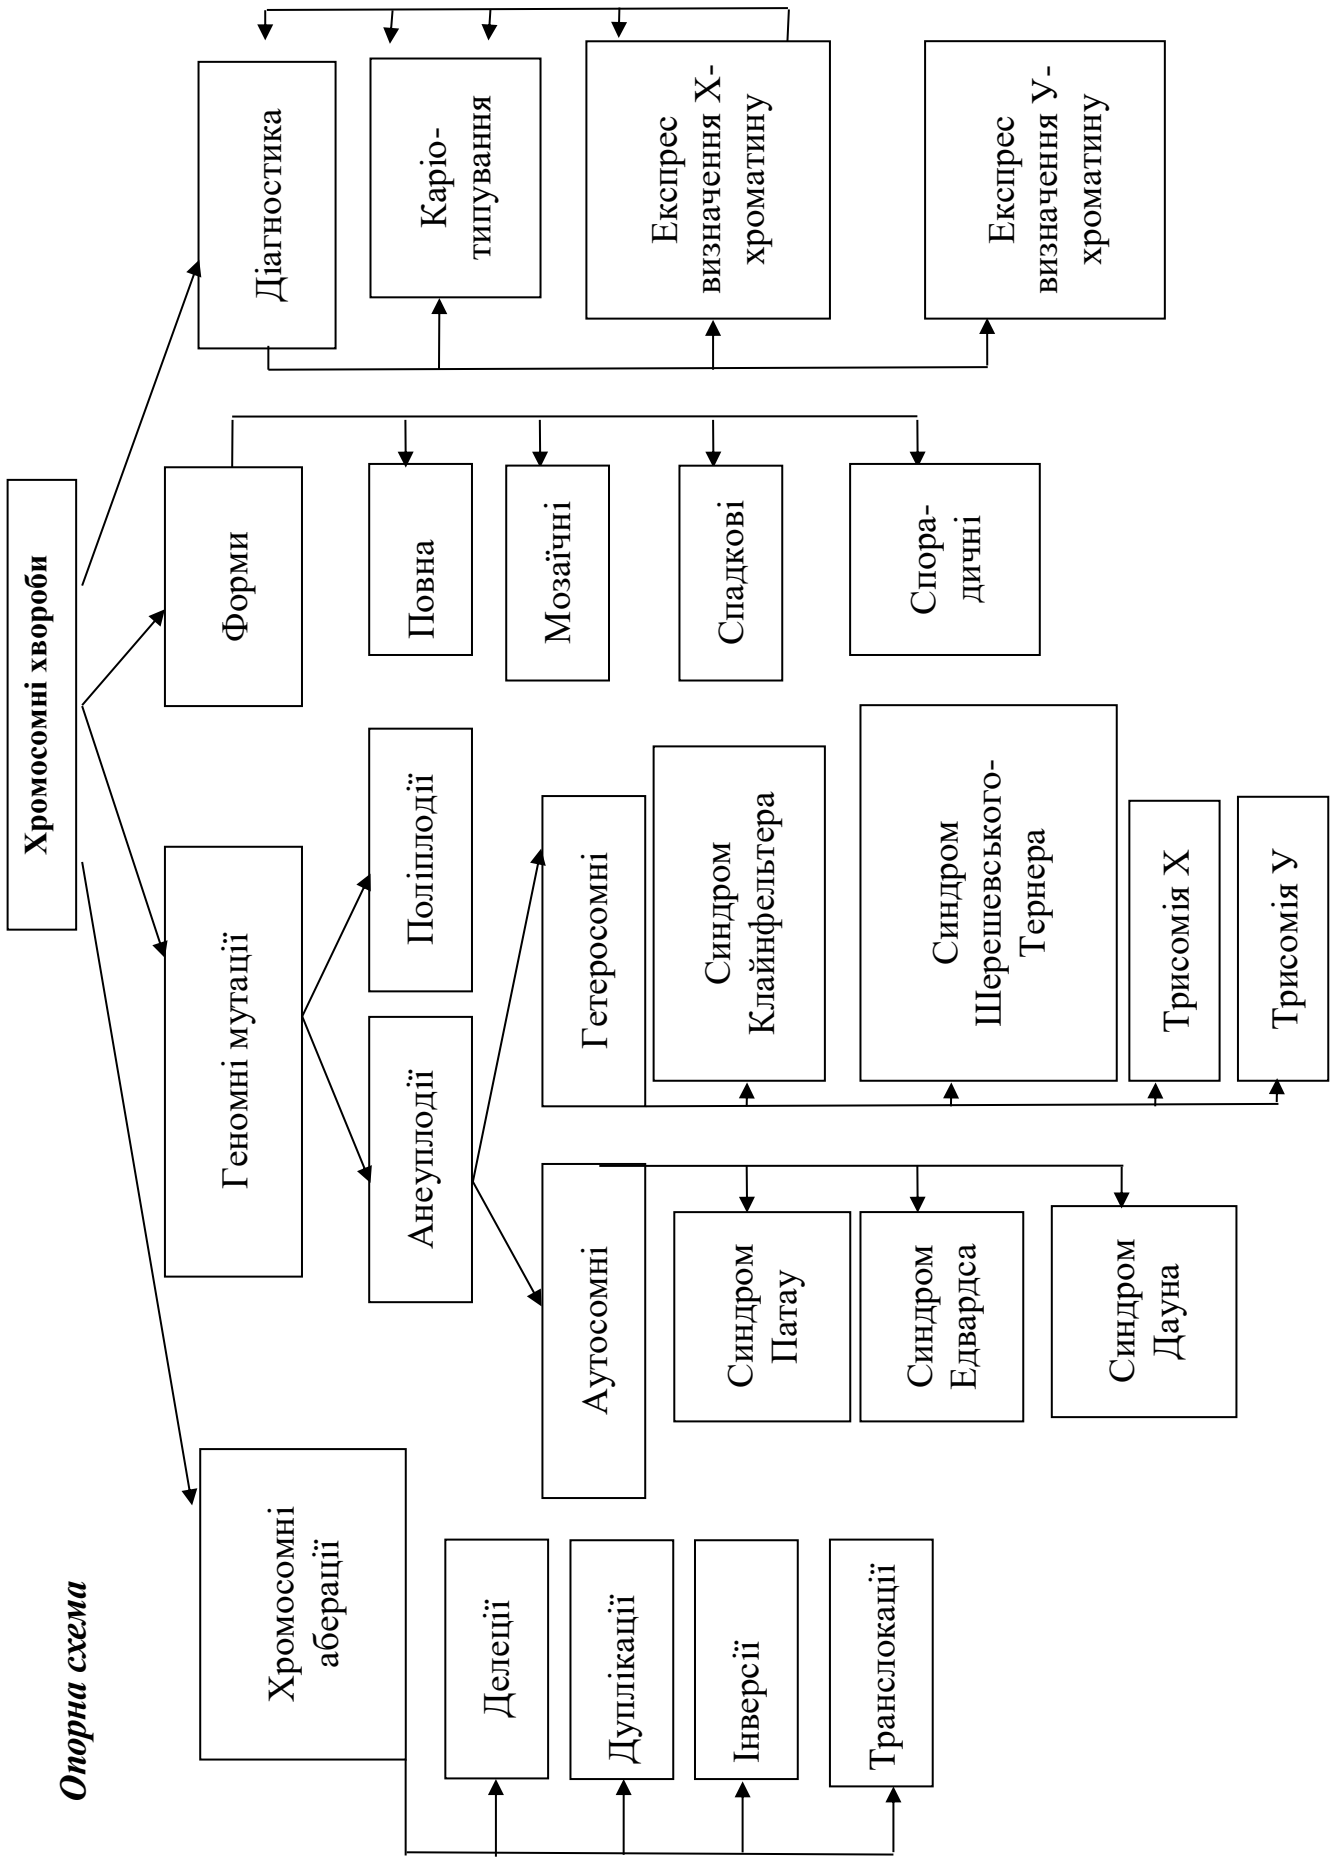 Опорна схема
Хромосомні хвороби
Хромосомні
аберації
Делеції
Дуплікації
Інверсії
Транслокації
Геномні мутації
Анеуплодії
Поліплодії
Аутосомні
Синдром
Патау
Синдром
Едвардса
Синдром
Дауна
Гетеросомні
Синдром
Клайнфельтера
Синдром
Шерешевського-
Тернера
Трисомія Х
Трисомія У
Форми
Повна
Мозаїчні
Спадкові
Спора-
дичні
Діагностика
Каріо-
типування
Експрес
визначення Х-
хроматину
Експрес
визначення У-
хроматину